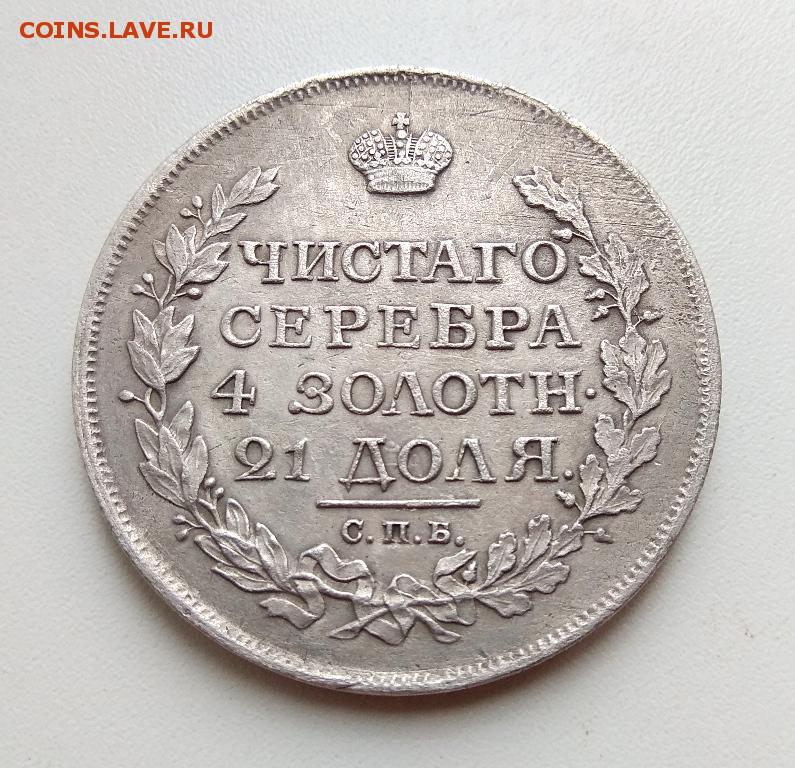 COINS.LAVE.RU
ЧИСТАГО
СЕРЕБРА
4 ЗОЛОТН.
21 ДОЛЯ.
С.П.Б.